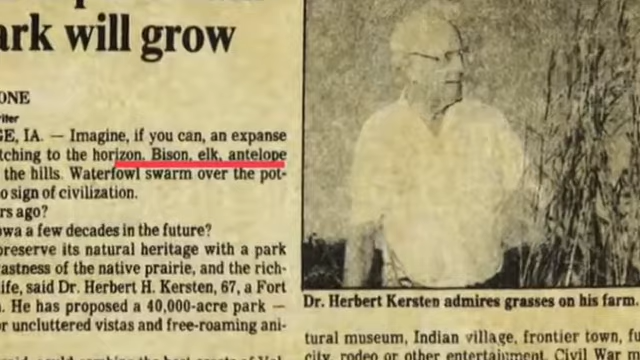 ark will grow
ONE
riter
GE, IA. — Imagine, if you can, an expanse
tching to the horizon. Bison, elk, antelope
the hills. Waterfowl swarm over the pot-
o sign of civilization.
rs ago?
wa a few decades in the future?
preserve its natural heritage with a park
astness of the native prairie, and the rich-
ife, said Dr. Herbert H. Kersten, 67, a Fort
. He has proposed a 40,000-acre park —
r uncluttered vistas and free-roaming ani-
Dr. Herbert Kersten admires grasses on his farm.
tural museum, Indian village, frontier town, fu
city, rodeo or other entertainment, Civil War